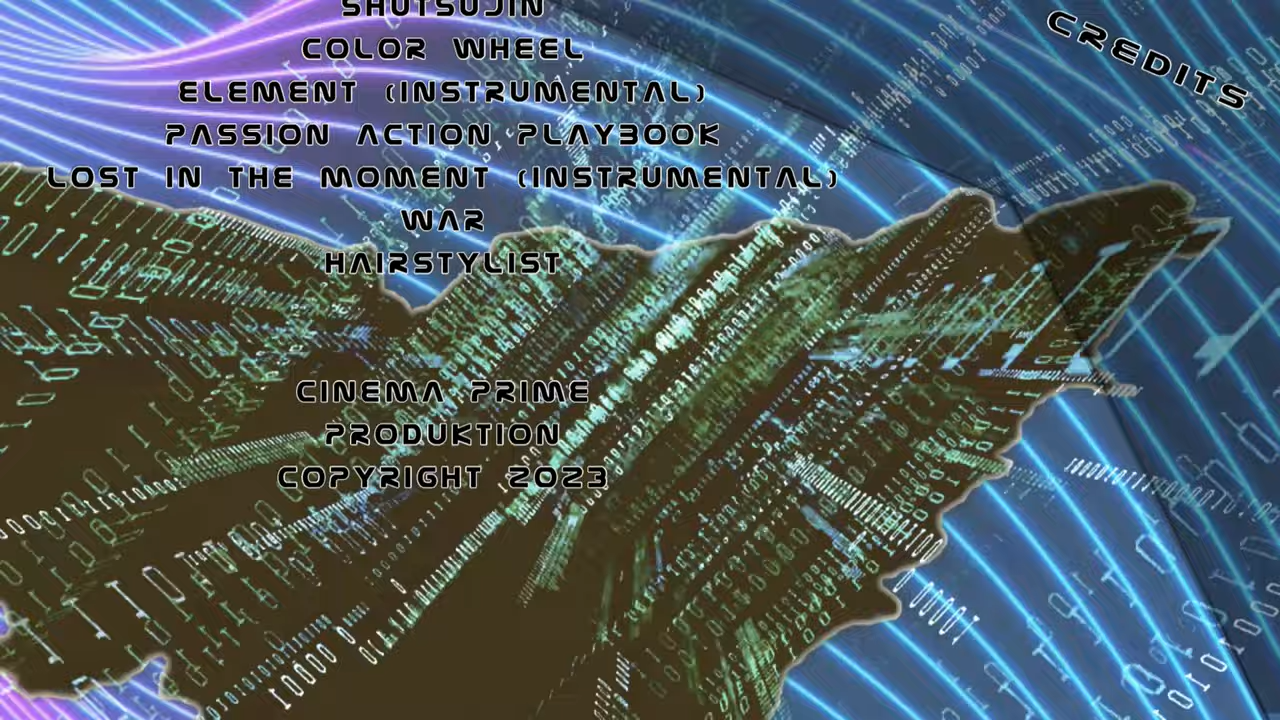 SHUTSUJIN
COLOR WHEEL
ELEMENT (INSTRUMENTAL)
PASSION ACTION PLAYBOOK
LOST IN THE MOMENT (INSTRUMENTAL)
WAR
HAIRSTYLIST
CINEMA PRIME
PRODUKTION
COPYRIGHT 2023
CREDITS